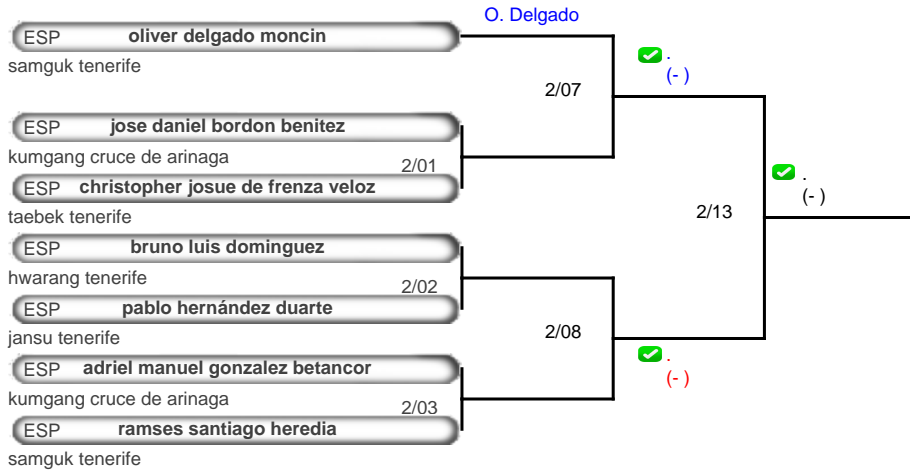 O. Delgado
ESP oliver delgado moncin
samguk tenerife
.
(- )
2/07
ESP jose daniel bordon benitez
kumgang cruce de arinaga
2/01
ESP christopher josue de frenza veloz
taebek tenerife
.
(- )
2/13
ESP bruno luis dominguez
hwarang tenerife
2/02
ESP pablo hernández duarte
jansu tenerife
2/08
.
(- )
ESP adriel manuel gonzalez betancor
kumgang cruce de arinaga
2/03
ESP ramses santiago heredia
samguk tenerife